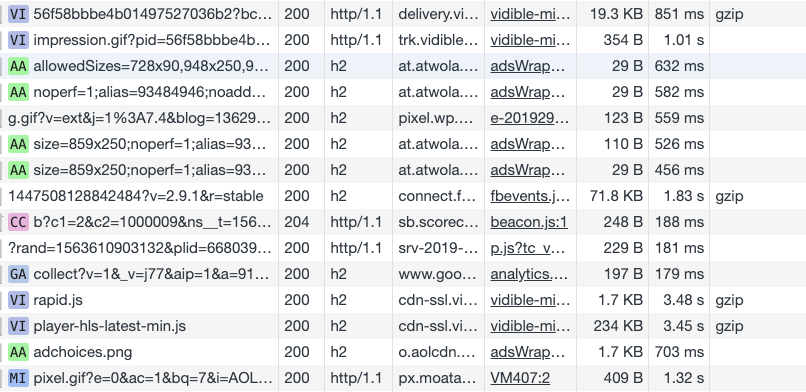 VI 56f58bbbe4b01497527036b2?bc... 200 http/1.1 delivery.vi... vidible-mi... 19.3 KB 851 ms gzip
VI impression.gif?pid=56f58bbbe4b... 200 http/1.1 trk.vidible... vidible-mi... 354 B 1.01 s
AA allowedSizes=728x90,948x250,9... 200 h2 at.atwola.... adsWrap... 29 B 632 ms
AA noperf=1;alias=93484946;noadd... 200 h2 at.atwola.... adsWrap... 29 B 582 ms
g.gif?v=ext&j=1%3A7.4&blog=13629... 200 h2 pixel.wp.... e-201929... 123 B 559 ms
AA size=859x250;noperf=1;alias=93... 200 h2 at.atwola.... adsWrap... 110 B 526 ms
AA size=859x250;noperf=1;alias=93... 200 h2 at.atwola.... adsWrap... 29 B 456 ms
1447508128842484?v=2.9.1&r=stable 200 h2 connect.f... fbevents.j... 71.8 KB 1.83 s gzip
CC b?c1=2&c2=1000009&ns__t=156... 204 http/1.1 sb.scorec... beacon.js:1 248 B 188 ms
?rand=1563610903132&plid=668039... 200 http/1.1 srv-2019-... p.js?tc_v... 229 B 181 ms
GA collect?v=1&_v=j77&aip=1&a=91... 200 h2 www.goo... analytics.... 197 B 179 ms
VI rapid.js 200 h2 cdn-ssl.vi... vidible-mi... 1.7 KB 3.48 s gzip
VI player-hls-latest-min.js 200 h2 cdn-ssl.vi... vidible-mi... 234 KB 3.45 s gzip
AA adchoices.png 200 h2 o.aolcdn.... adsWrap... 1.7 KB 703 ms
MI pixel.gif?e=0&ac=1&bq=7&i=AOL... 200 http/1.1 px.moata... VM407:2 409 B 1.32 s